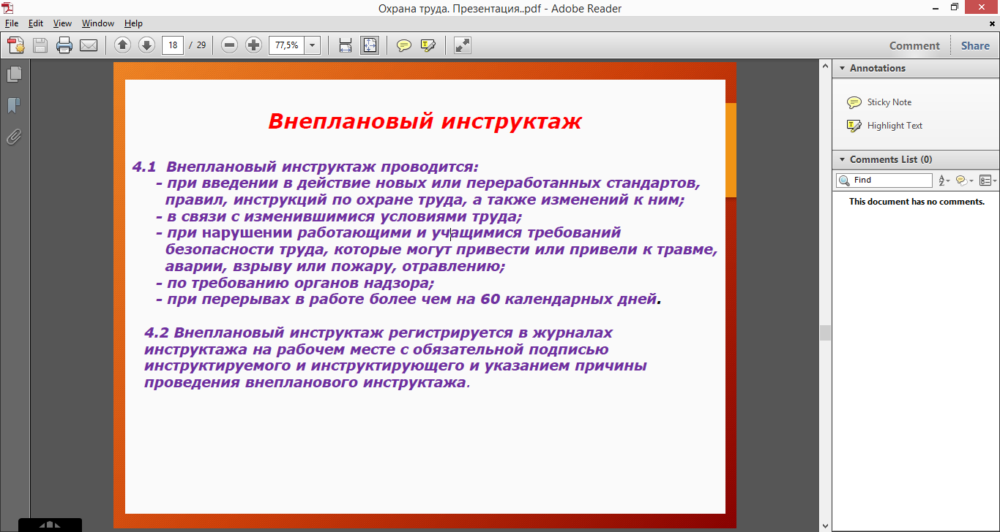 Охрана труда. Презентация..pdf - Adobe Reader
File Edit View Window Help
18 / 29 77,5% Comment Share
Annotations
Sticky Note
Highlight Text
Comments List (0)
Find
This document has no comments.
Внеплановый инструктаж
4.1 Внеплановый инструктаж проводится:
- при введении в действие новых или переработанных стандартов,
правил, инструкций по охране труда, а также изменений к ним;
- в связи с изменившимися условиями труда;
- при нарушении работающими и учащимися требований
безопасности труда, которые могут привести или привели к травме,
аварии, взрыву или пожару, отравлению;
- по требованию органов надзора;
- при перерывах в работе более чем на 60 календарных дней.
4.2 Внеплановый инструктаж регистрируется в журналах
инструктажа на рабочем месте с обязательной подписью
инструктируемого и инструктирующего и указанием причины
проведения внепланового инструктажа.